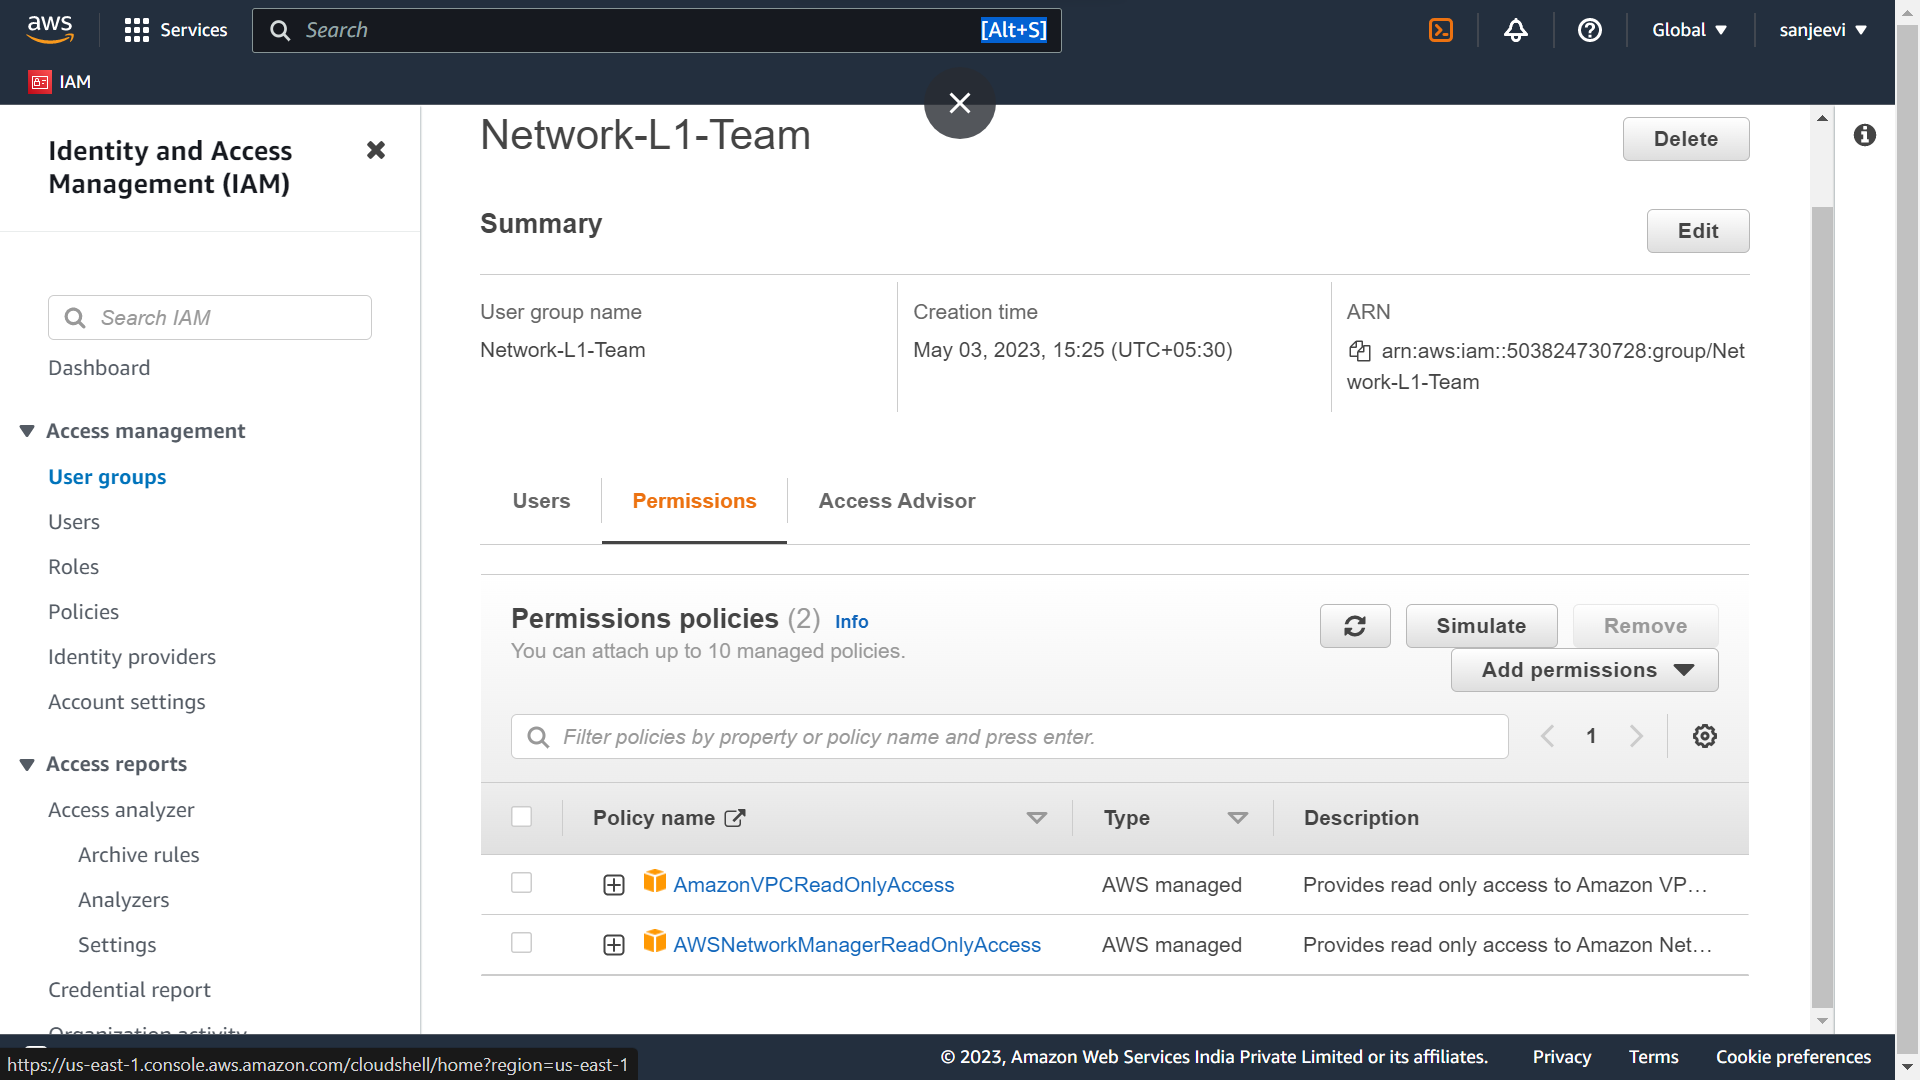 aws
Services
Search
[Alt+S]
Global
sanjeevi
IAM
Identity and Access
Management (IAM)
Search IAM
Dashboard
Access management
User groups
Users
Roles
Policies
Identity providers
Account settings
Access reports
Access analyzer
Archive rules
Analyzers
Settings
Credential report
Organization activity
Network-L1-Team
Delete
Summary
Edit
User group name
Network-L1-Team
Creation time
May 03, 2023, 15:25 (UTC+05:30)
ARN
arn:aws:iam::503824730728:group/Net
work-L1-Team
Users
Permissions
Access Advisor
Permissions policies (2) Info
You can attach up to 10 managed policies.
Simulate
Remove
Add permissions
Filter policies by property or policy name and press enter.
1
Policy name
Type
Description
AmazonVPCReadOnlyAccess
AWS managed
Provides read only access to Amazon VP...
AWSNetworkManagerReadOnlyAccess
AWS managed
Provides read only access to Amazon Net...
https://us-east-1.console.aws.amazon.com/cloudshell/home?region=us-east-1
© 2023, Amazon Web Services India Private Limited or its affiliates.
Privacy
Terms
Cookie preferences